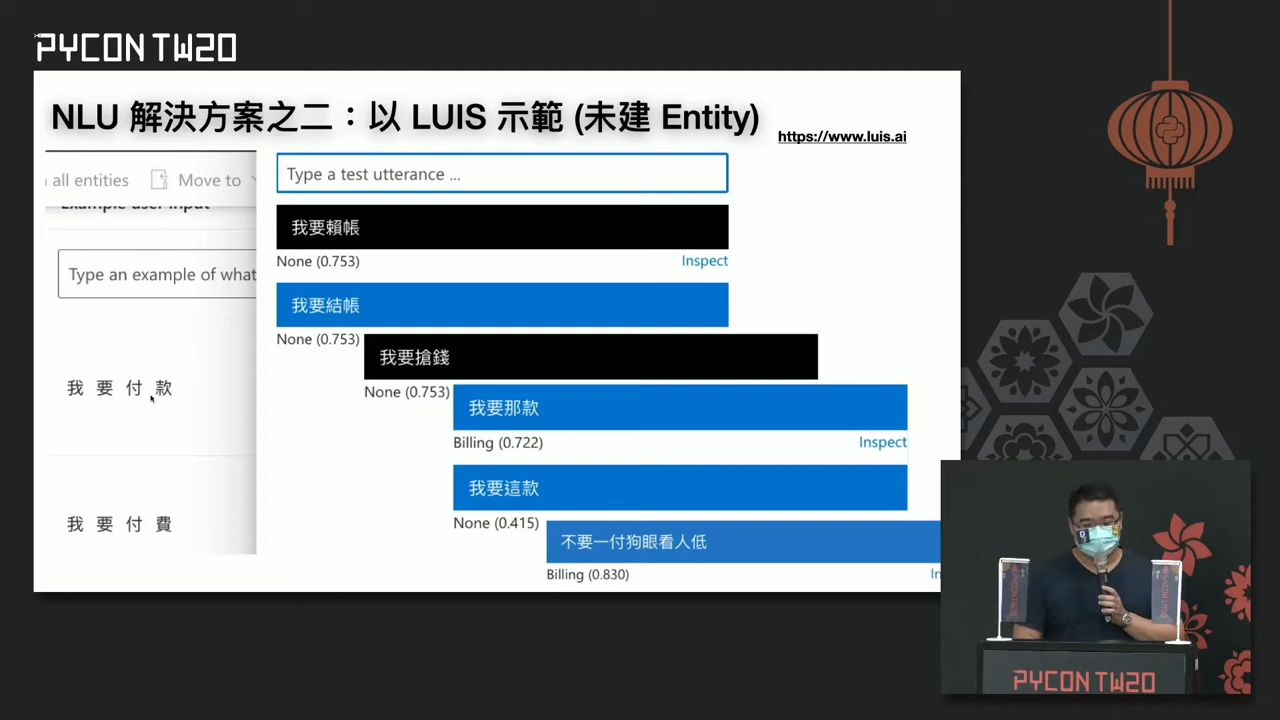 PYCON TW20
NLU 解決方案之二：以 LUIS 示範 (未建 Entity)
https://www.luis.ai
all entities
Move to
Example user input
Type an example of what
我 要 付 款
我 要 付 費
Type a test utterance ...
我要賴帳
None (0.753)
Inspect
我要結帳
None (0.753)
我要搶錢
None (0.753)
我要那款
Billing (0.722)
Inspect
我要這款
None (0.415)
不要一付狗眼看人低
Billing (0.830)
In
PYCON TW20